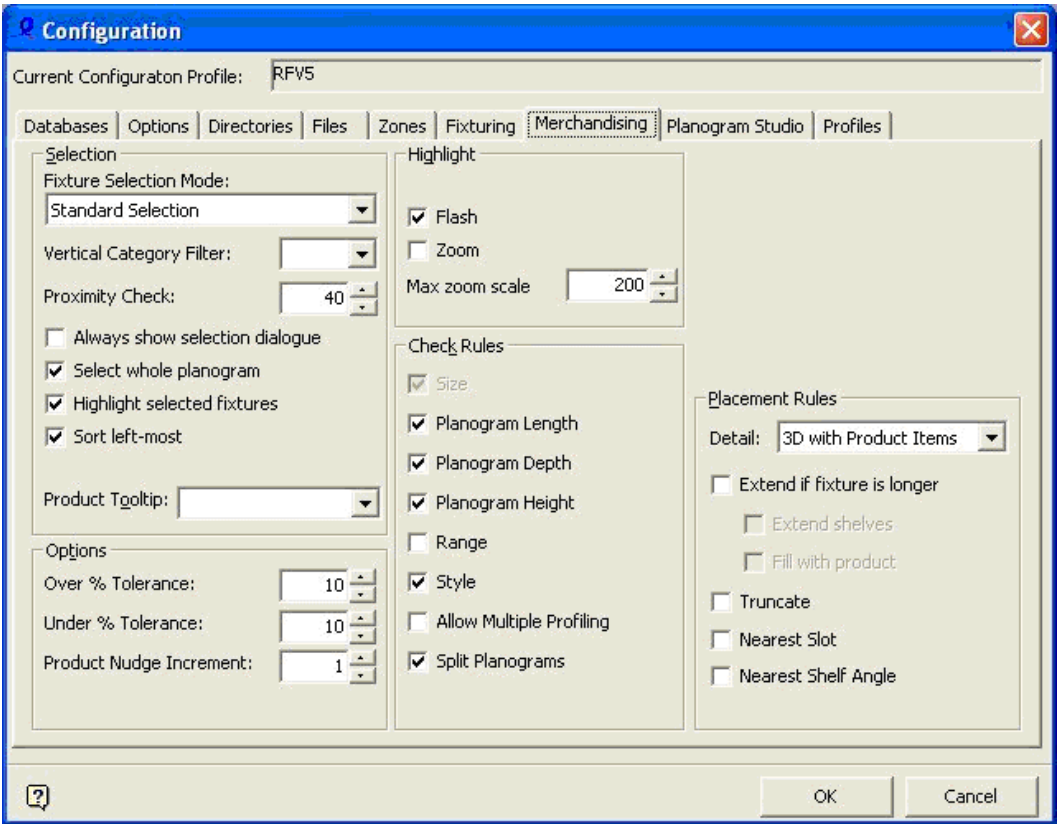 Configuration
Current Configuraton Profile: RFV5
Databases Options Directories Files Zones Fixturing Merchandising Planogram Studio Profiles
Selection
Fixture Selection Mode:
Standard Selection
Vertical Category Filter:
Proximity Check: 40
Always show selection dialogue
Select whole planogram
Highlight selected fixtures
Sort left-most
Product Tooltip:
Options
Over % Tolerance: 10
Under % Tolerance: 10
Product Nudge Increment: 1
Highlight
Flash
Zoom
Max zoom scale 200
Check Rules
Size
Planogram Length
Planogram Depth
Planogram Height
Range
Style
Allow Multiple Profiling
Split Planograms
Placement Rules
Detail: 3D with Product Items
Extend if fixture is longer
Extend shelves
Fill with product
Truncate
Nearest Slot
Nearest Shelf Angle
OK Cancel